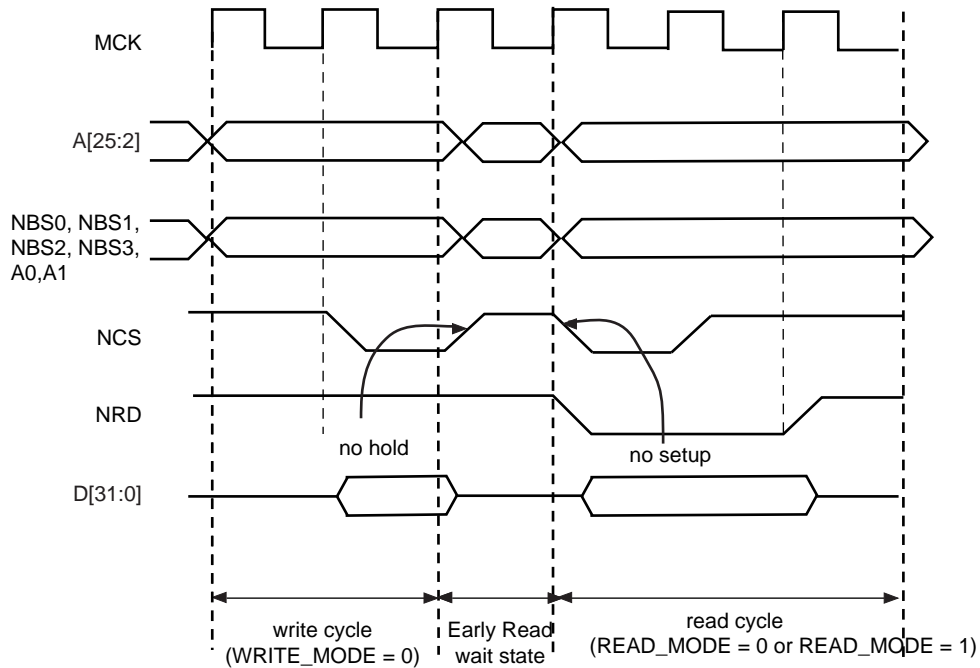 MCK
A[25:2]
NBS0, NBS1,
NBS2, NBS3,
A0,A1
NCS
NRD
no hold
no setup
D[31:0]
write cycle
(WRITE_MODE = 0)
Early Read
wait state
read cycle
(READ_MODE = 0 or READ_MODE = 1)